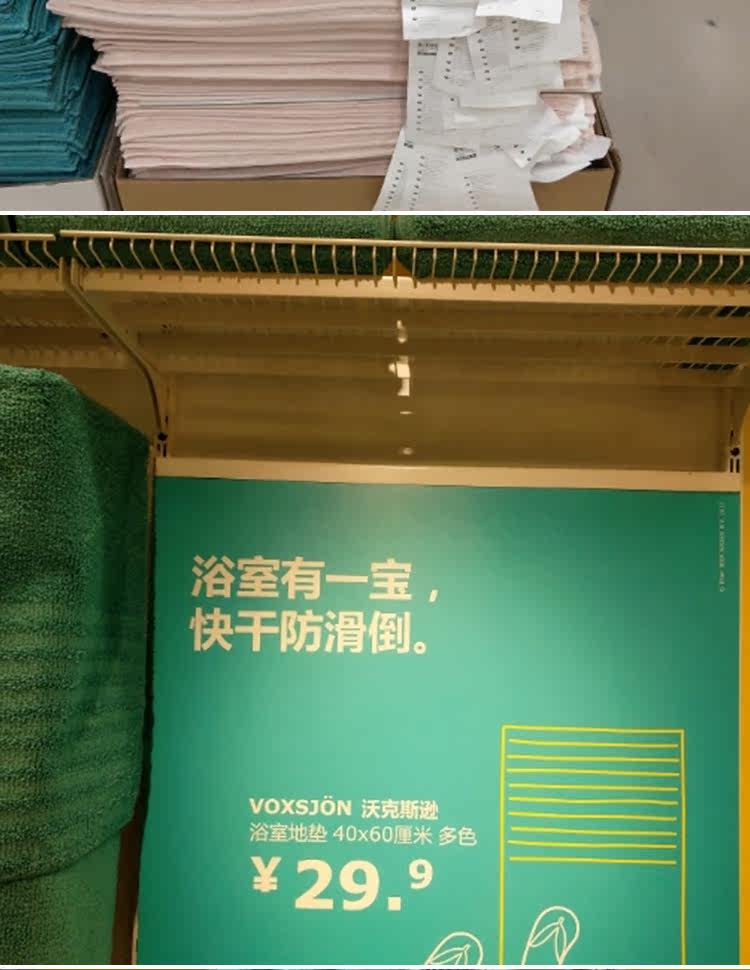 浴室有一宝，
快干防滑倒。
VOXSJÖN 沃克斯逊
浴室地垫 40x60厘米 多色
¥29.9